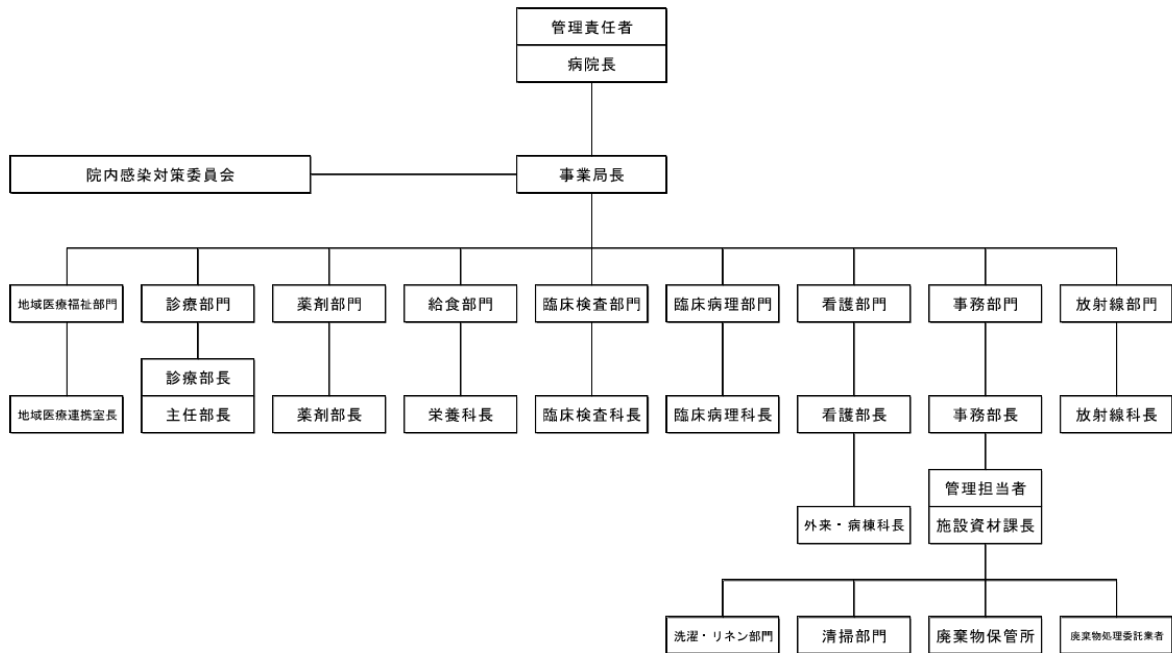 管理責任者
病院長
院内感染対策委員会
事業局長
地域医療福祉部門
診療部門
薬剤部門
給食部門
臨床検査部門
臨床病理部門
看護部門
事務部門
放射線部門
診療部長
地域医療連携室長
主任部長
薬剤部長
栄養科長
臨床検査科長
臨床病理科長
看護部長
事務部長
放射線科長
管理担当者
外来・病棟科長
施設資材課長
洗濯・リネン部門
清掃部門
廃棄物保管所
廃棄物処理委託業者